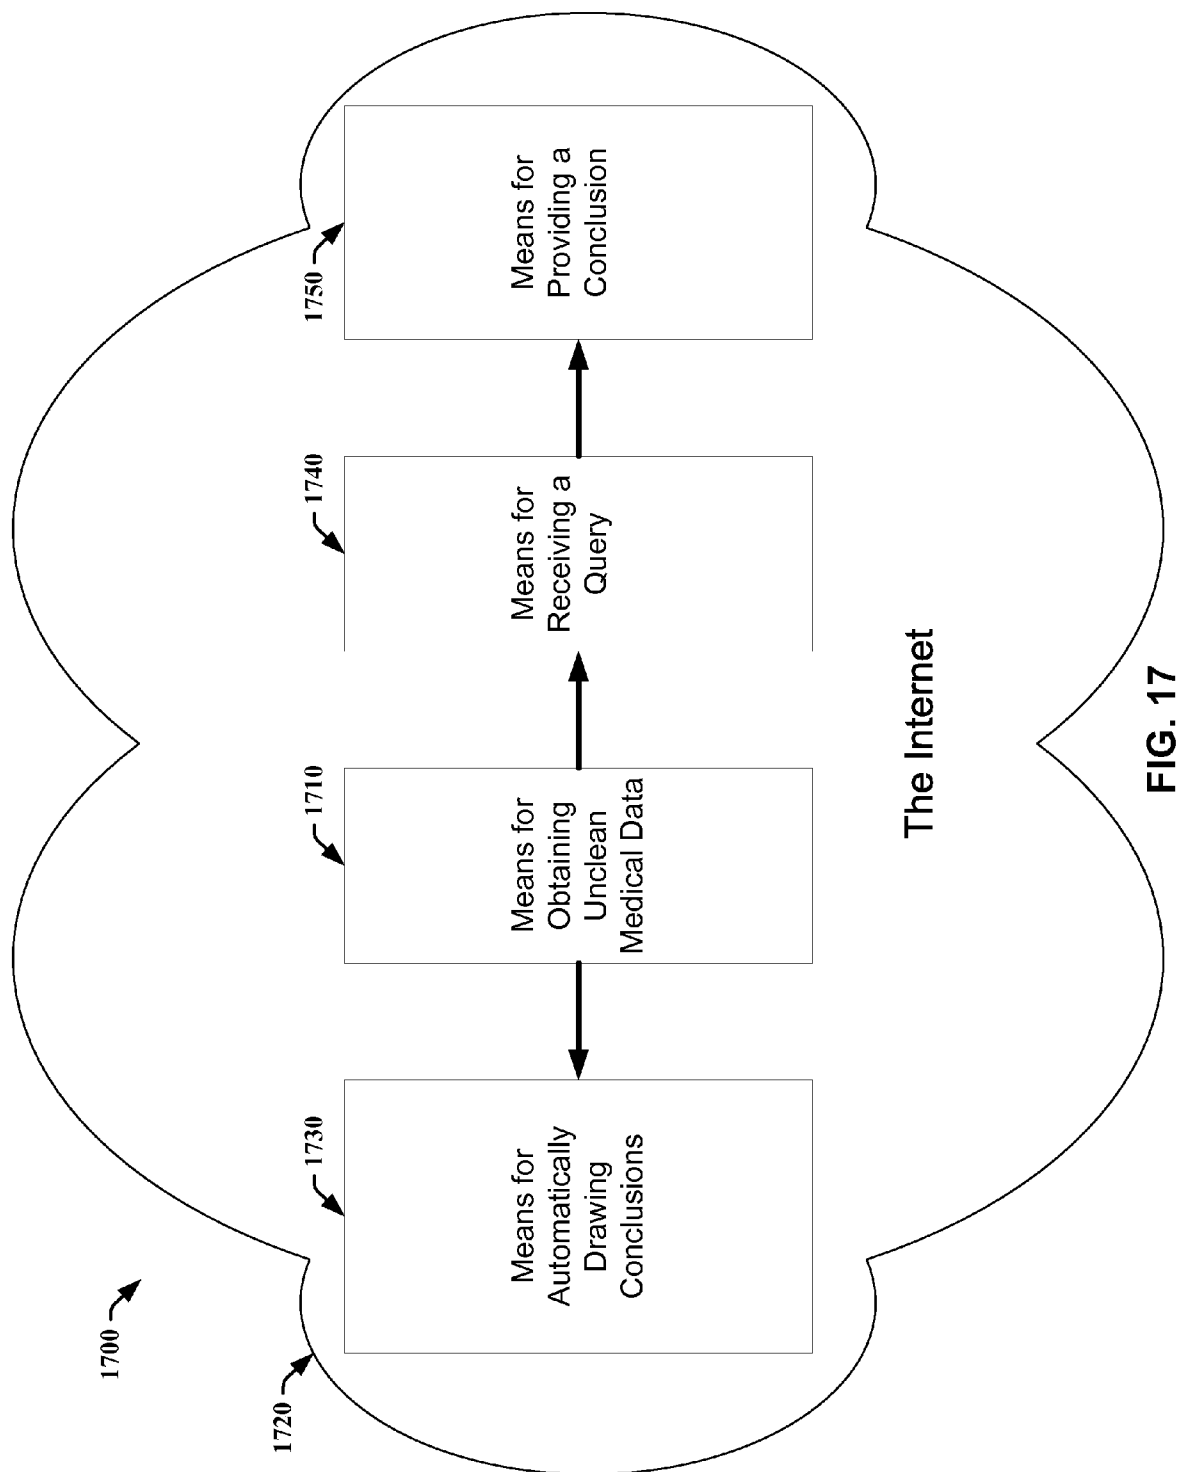 1700
1720
1730
Means for
Automatically
Drawing
Conclusions
1710
Means for
Obtaining
Unclean
Medical Data
1740
Means for
Receiving a
Query
1750
Means for
Providing a
Conclusion
The Internet
FIG. 17